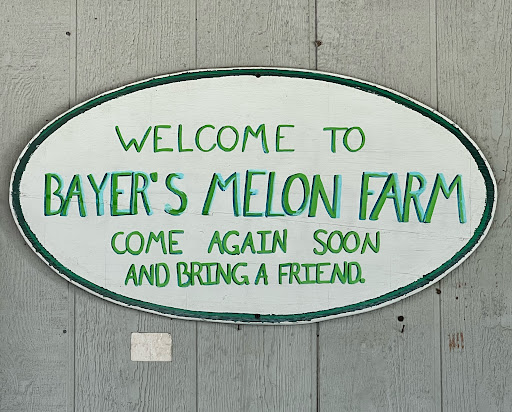 WELCOME TO
BAYER'S MELON FARM
COME AGAIN SOON
AND BRING A FRIEND.